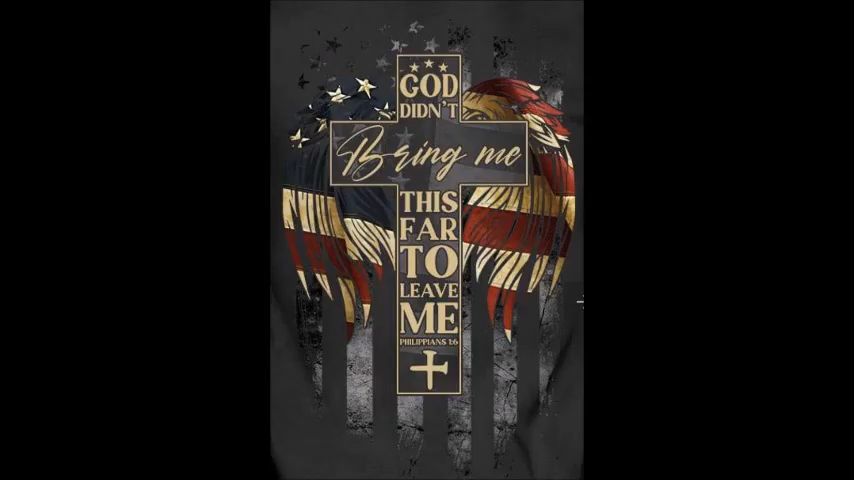 GOD
DIDN'T
Bring me
THIS
FAR
TO
LEAVE
ME
PHILIPPIANS 1:6